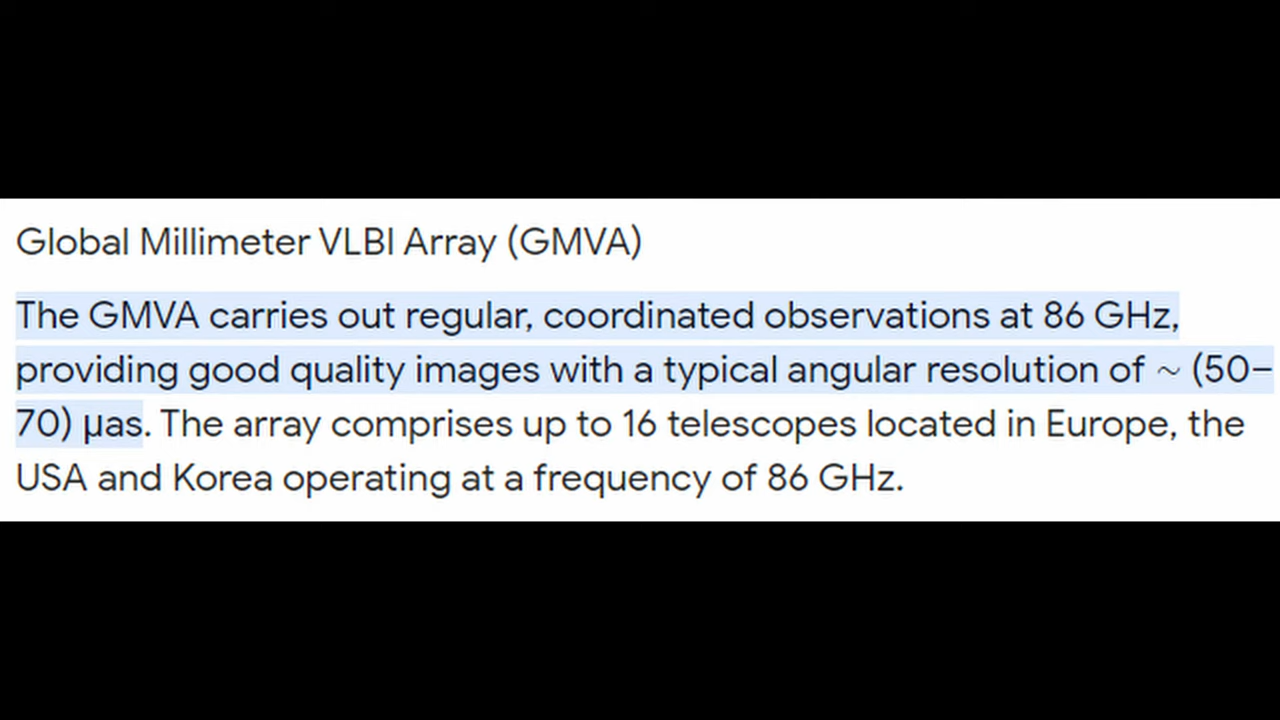 Global Millimeter VLBI Array (GMVA)
The GMVA carries out regular, coordinated observations at 86 GHz,
providing good quality images with a typical angular resolution of ~ (50–
70) μas. The array comprises up to 16 telescopes located in Europe, the
USA and Korea operating at a frequency of 86 GHz.